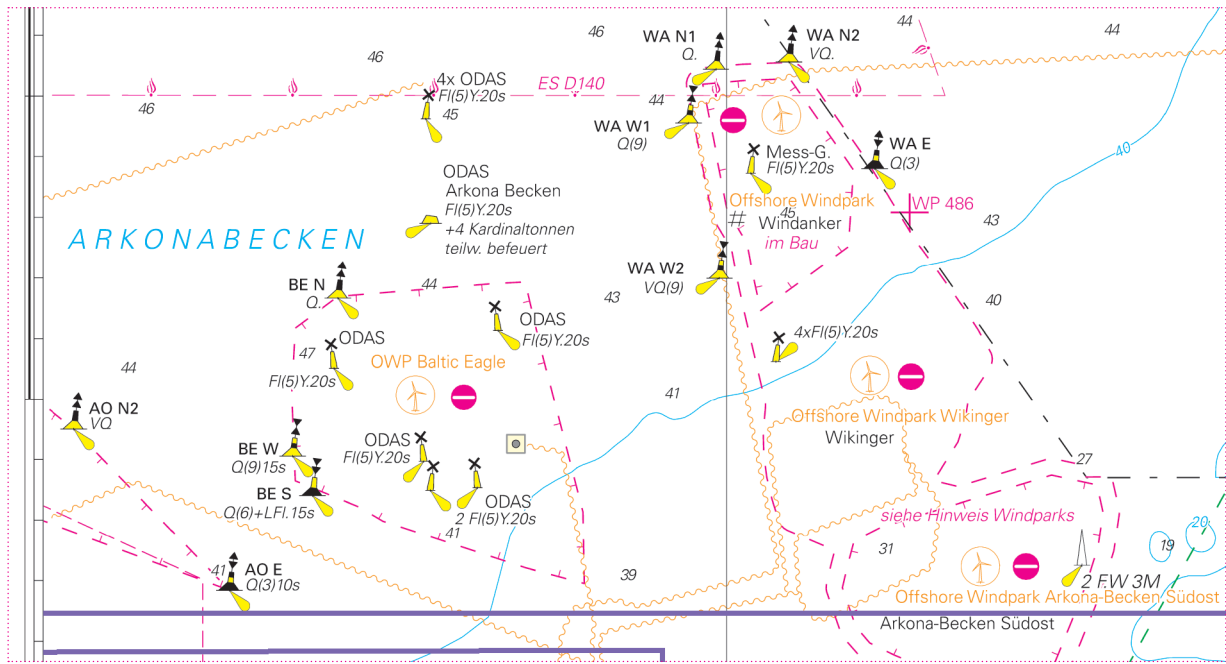 46
46
44
44
WA N1
Q.
WA N2
VQ.
4x ODAS
Fl(5)Y.20s
45
46
ES D140
44
WA W1
Q(9)
Mess-G.
Fl(5)Y.20s
WA E
Q(3)
40
ODAS
Arkona Becken
Fl(5)Y.20s
+4 Kardinaltonnen
teilw. befeuert
Offshore Windpark
45
Windanker
im Bau
WP 486
43
ARKONABECKEN
WA W2
VQ(9)
BE N
Q.
44
43
40
ODAS
Fl(5)Y.20s
4xFl(5)Y.20s
ODAS
47
Fl(5)Y.20s
OWP Baltic Eagle
44
41
AO N2
VQ
Offshore Windpark Wikinger
Wikinger
BE W
Q(9)15s
ODAS
Fl(5)Y.20s
27
BE S
Q(6)+LFl.15s
ODAS
2 Fl(5)Y.20s
siehe Hinweis Windparks
41
31
19
20
39
41
AO E
Q(3)10s
2 F.W 3M
Offshore Windpark Arkona-Becken Südost
Arkona-Becken Südost